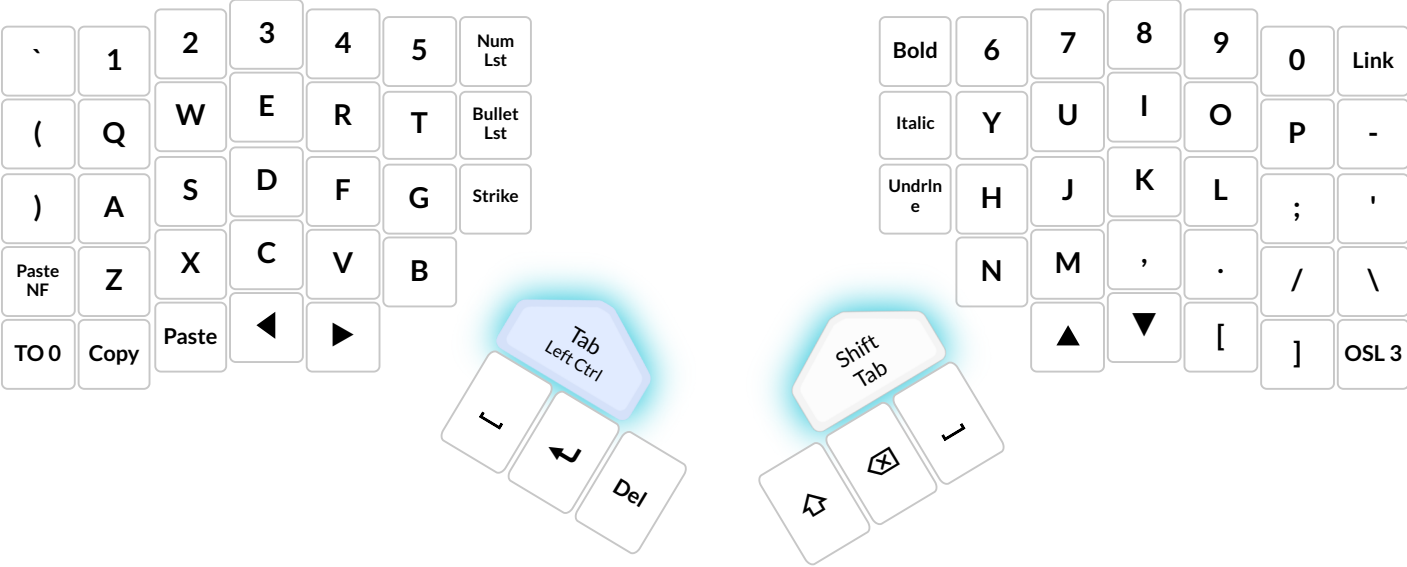 ` 1 2 3 4 5 Num Lst
Bold 6 7 8 9 0 Link
( Q W E R T Bullet Lst
Italic Y U I O P -
) A S D F G Strike
Undrln e H J K L ; '
Paste NF Z X C V B
N M , . / \
TO 0 Copy Paste ◀ ▶
▲ ▼ [ ] OSL 3
Tab
Left Ctrl
Shift
Tab
Del